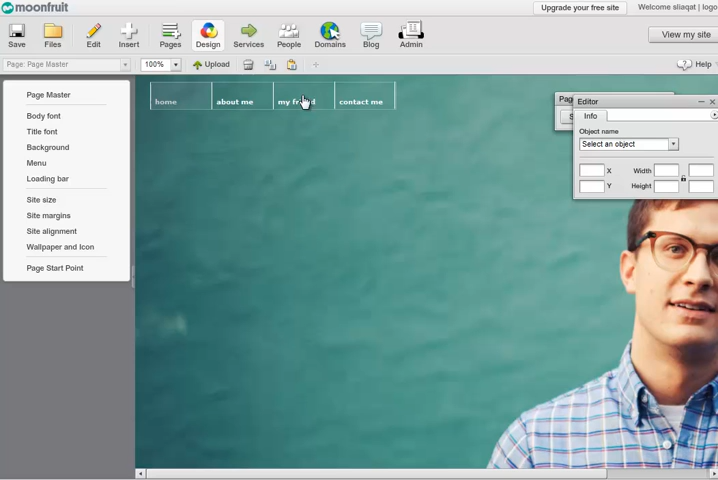 moonfruit
Upgrade your free site
Welcome sliaqat | logo
Save
Files
Edit
Insert
Pages
Design
Services
People
Domains
Blog
Admin
View my site
Page: Page Master
100%
Upload
Help
Page Master
Body font
Title font
Background
Menu
Loading bar
Site size
Site margins
Site alignment
Wallpaper and Icon
Page Start Point
home
about me
my
contact me
Pag
S
Editor
Info
Object name
Select an object
X
Width
Y
Height